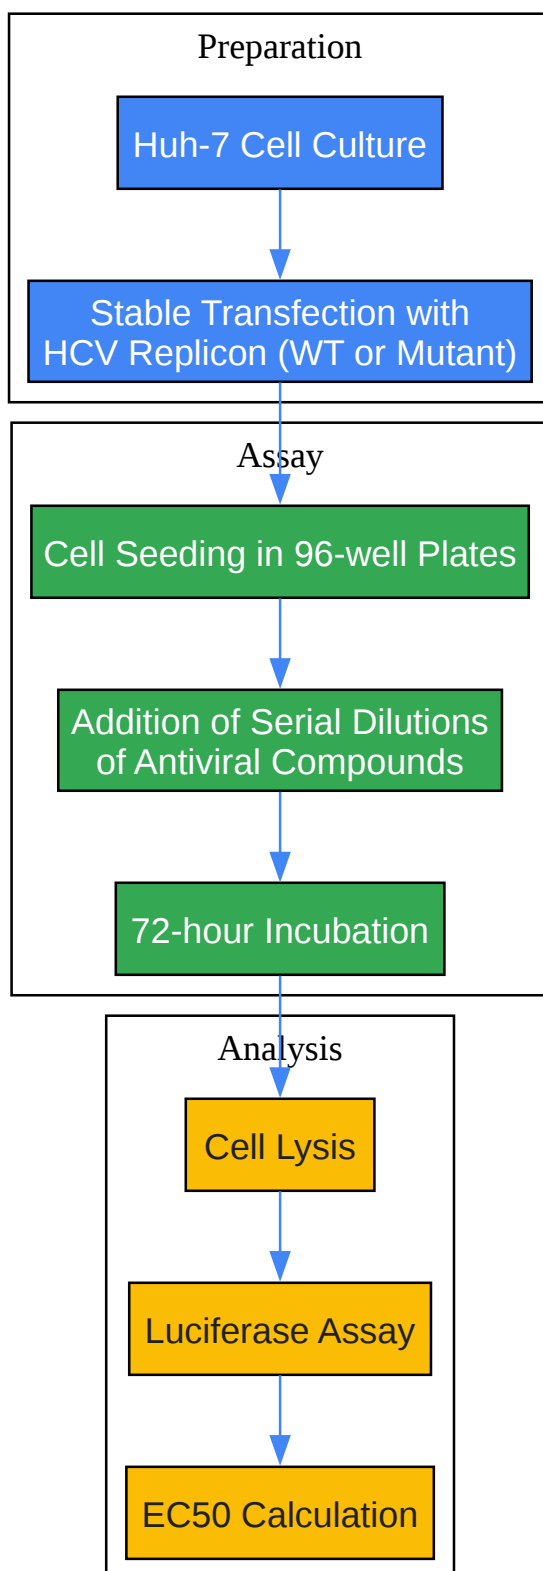 Preparation
Huh-7 Cell Culture
Stable Transfection with
HCV Replicon (WT or Mutant)
Assay
Cell Seeding in 96-well Plates
Addition of Serial Dilutions
of Antiviral Compounds
72-hour Incubation
Analysis
Cell Lysis
Luciferase Assay
EC50 Calculation